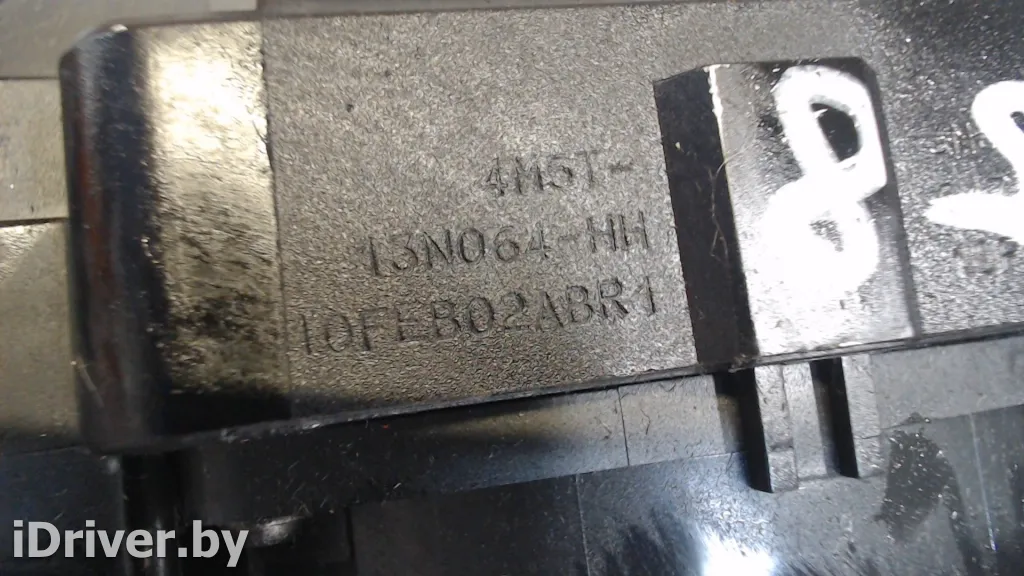 4M5T-
13N064-HH
10FEB02ABR1
8
iDriver.by